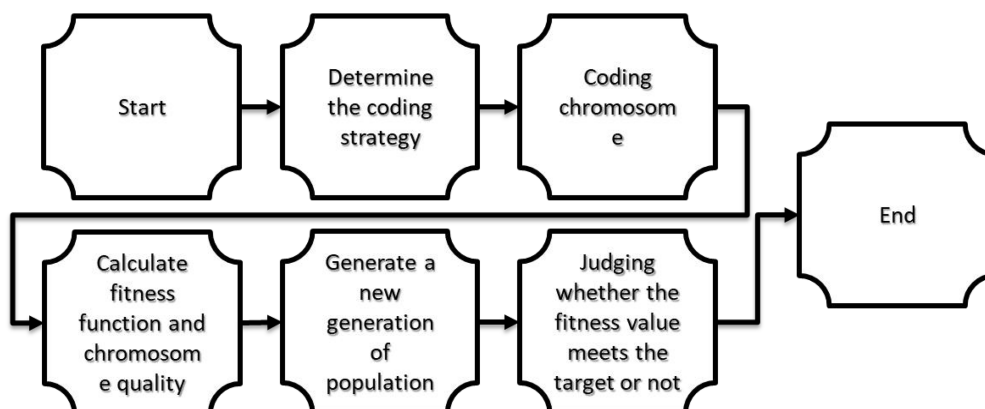 Start
Determine
the coding
strategy
Coding
chromosom
e
End
Calculate
fitness
function and
chromosom
e quality
Generate a
new
generation
of
population
Judging
whether the
fitness value
meets the
target or not